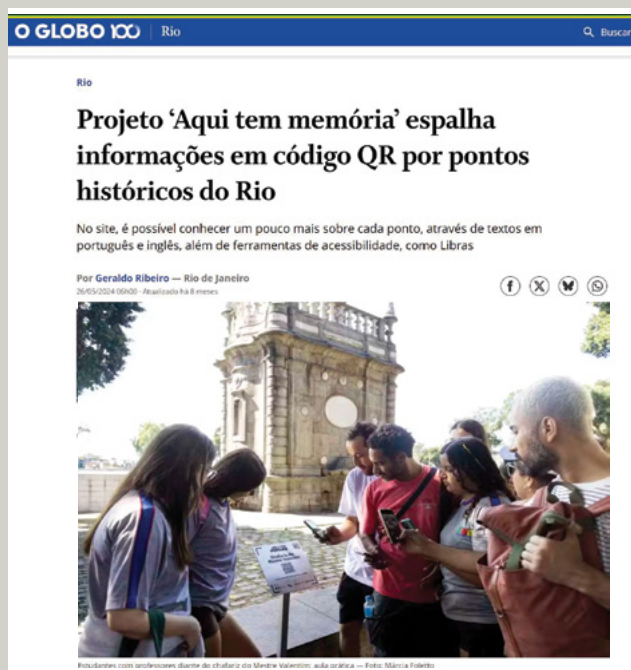 O GLOBO 100 | Rio
Buscar
Rio
Projeto ‘Aqui tem memória’ espalha
informações em código QR por pontos
históricos do Rio
No site, é possível conhecer um pouco mais sobre cada ponto, através de textos em
português e inglês, além de ferramentas de acessibilidade, como Libras
Por Geraldo Ribeiro — Rio de Janeiro
26/05/2024 06h00 · Atualizado há 8 meses
Estudantes com professores diante do chafariz do Mestre Valentim: aula prática — Foto: Márcia Foletto